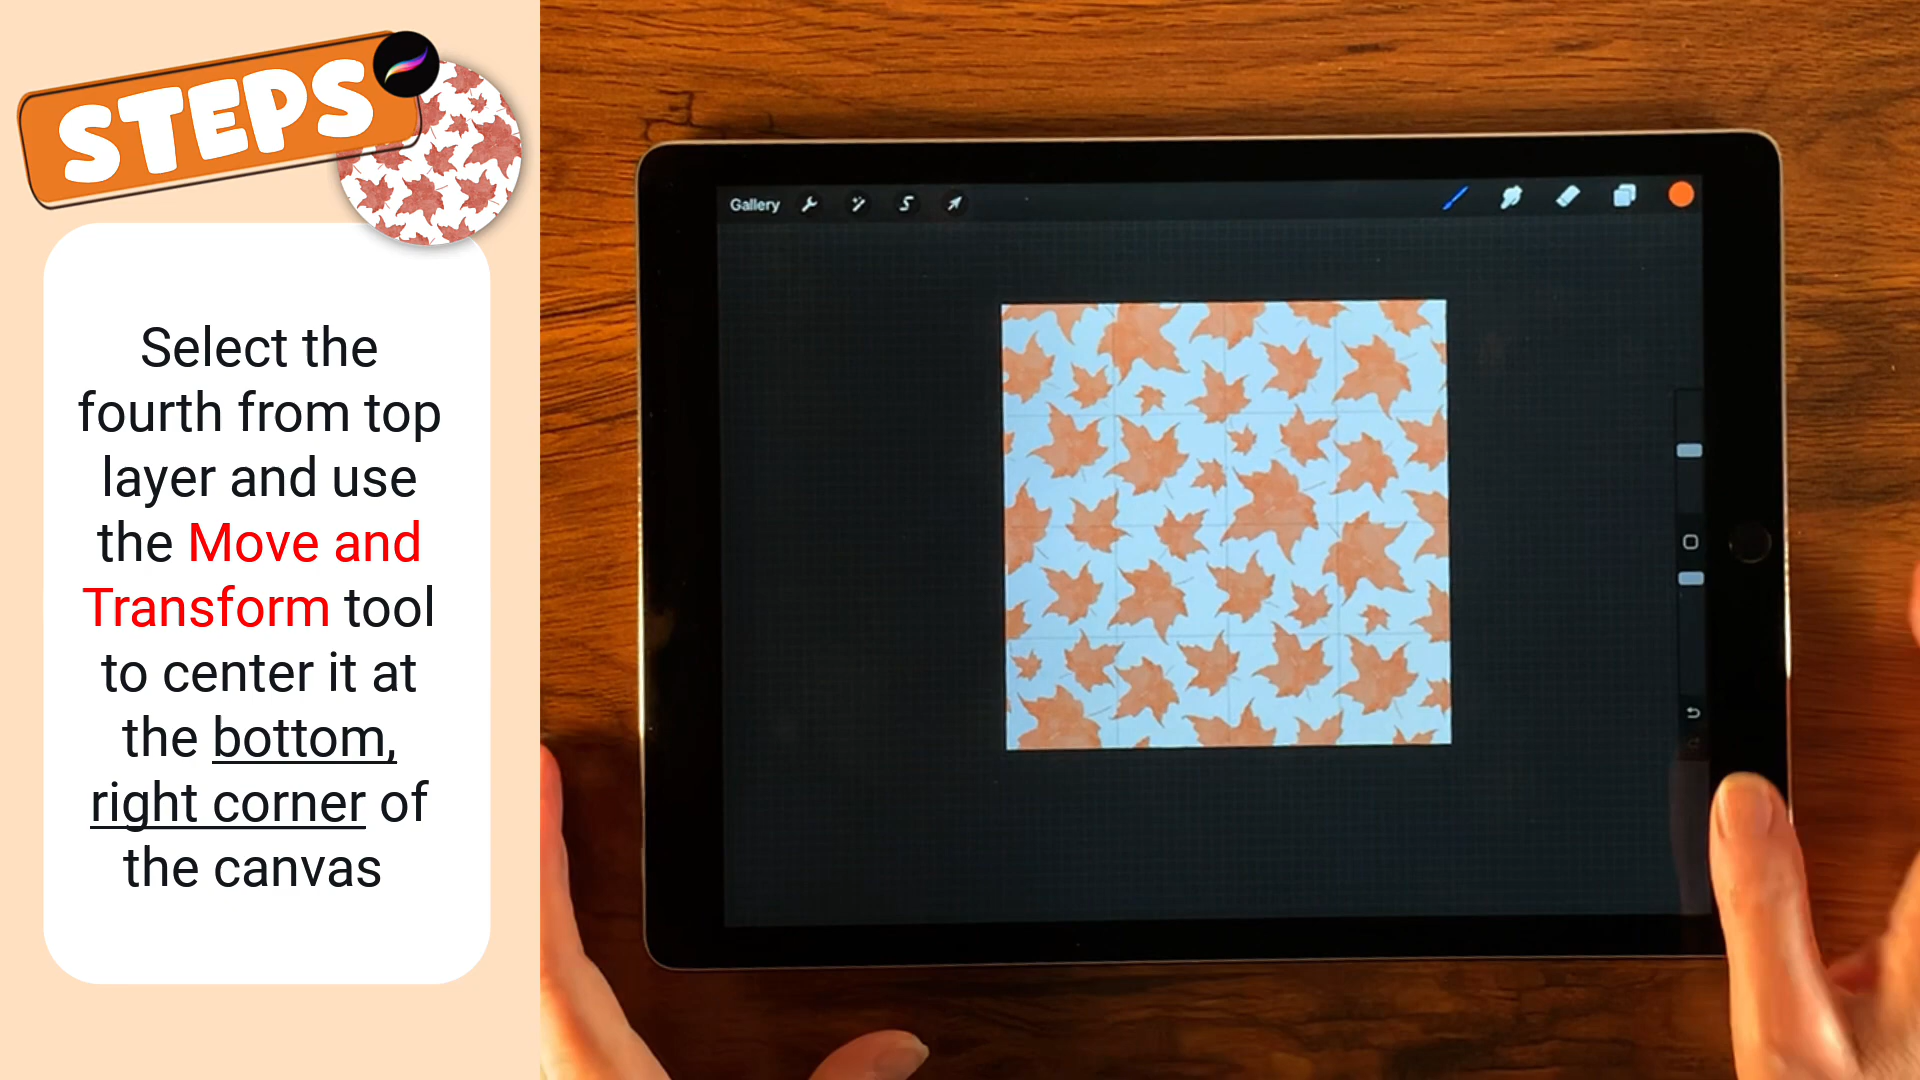 STEPS
Select the
fourth from top
layer and use
the Move and
Transform tool
to center it at
the bottom,
right corner of
the canvas
Gallery